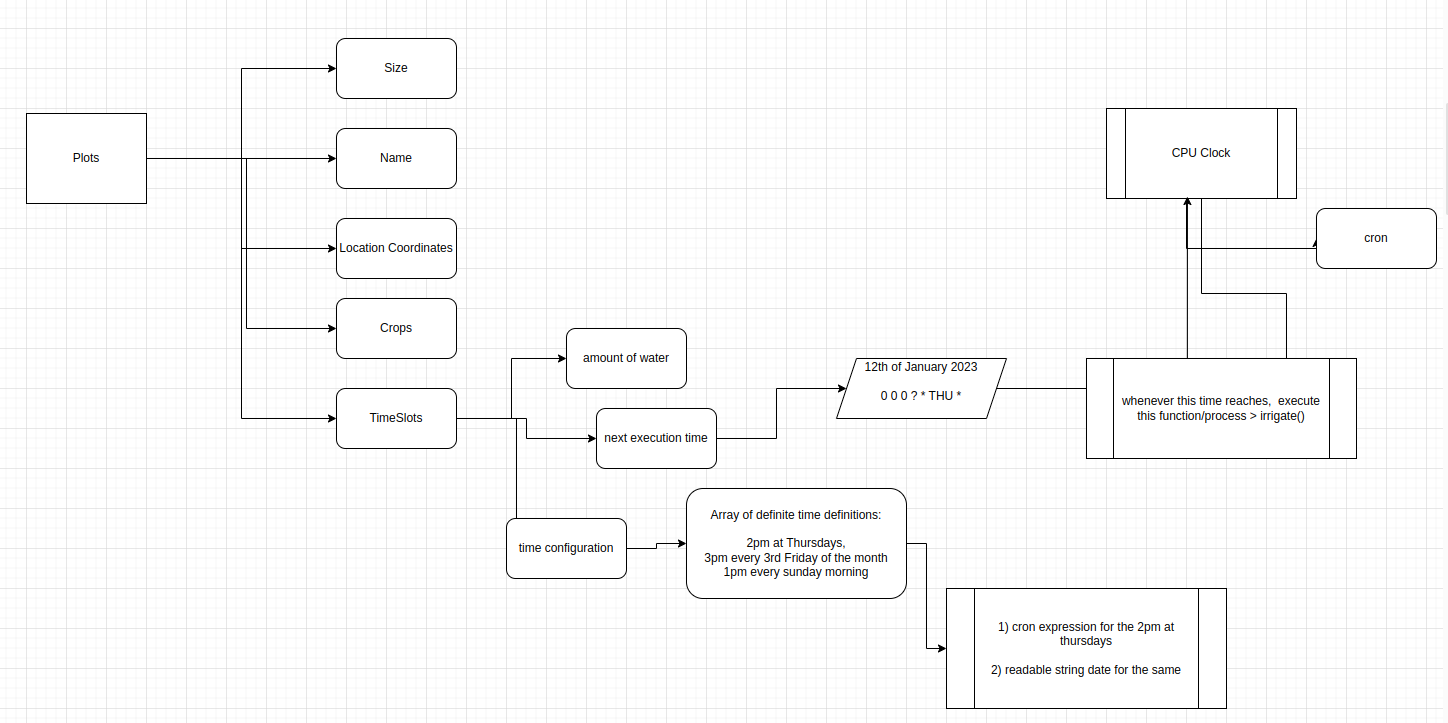 Size
Plots
Name
Location Coordinates
Crops
TimeSlots
amount of water
next execution time
time configuration
12th of January 2023
0 0 0 ? * THU *
Array of definite time definitions:
2pm at Thursdays,
3pm every 3rd Friday of the month
1pm every sunday morning
1) cron expression for the 2pm at
thursdays
2) readable string date for the same
CPU Clock
cron
whenever this time reaches, execute
this function/process > irrigate()